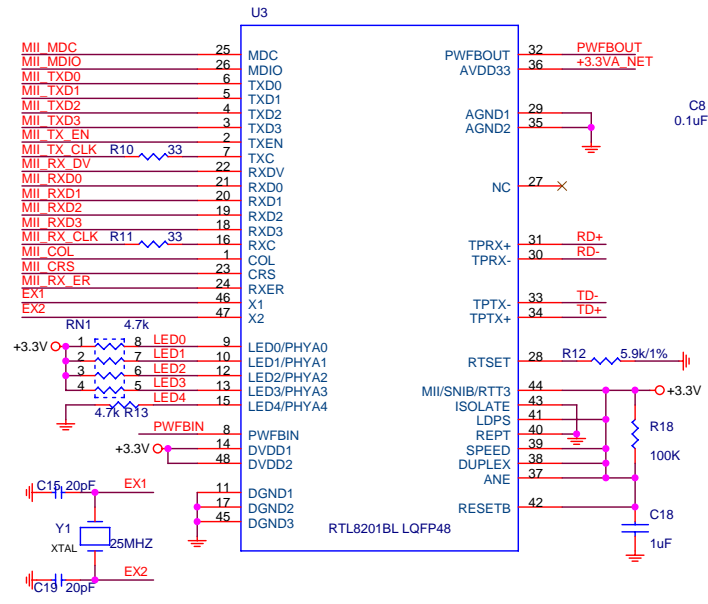 U3
MII_MDC 25 MDC
MII_MDIO 26 MDIO
MII_TXD0 6 TXD0
MII_TXD1 5 TXD1
MII_TXD2 4 TXD2
MII_TXD3 3 TXD3
MII_TX_EN 2 TXEN
MII_TX_CLK R10 33 7 TXC
MII_RX_DV 22 RXDV
MII_RXD0 21 RXD0
MII_RXD1 20 RXD1
MII_RXD2 19 RXD2
MII_RXD3 18 RXD3
MII_RX_CLK R11 33 16 RXC
MII_COL 1 COL
MII_CRS 23 CRS
MII_RX_ER 24 RXER
EX1 46 X1
EX2 47 X2
RN1 4.7k
+3.3V 1 8 LED0 9 LED0/PHYA0
2 7 LED1 10 LED1/PHYA1
3 6 LED2 12 LED2/PHYA2
4 5 LED3 13 LED3/PHYA3
LED4 15 LED4/PHYA4
4.7k R13
PWFBIN 8 PWFBIN
+3.3V 14 DVDD1
48 DVDD2
11 DGND1
17 DGND2
45 DGND3
PWFBOUT 32 PWFBOUT
AVDD33 36 +3.3VA_NET
AGND1 29
AGND2 35
C8
0.1uF
NC 27
TPRX+ 31 RD+
TPRX- 30 RD-
TPTX- 33 TD-
TPTX+ 34 TD+
RTSET 28 R12 5.9k/1%
MII/SNIB/RTT3 44 +3.3V
ISOLATE 43
LDPS 41
REPT 40
SPEED 39
DUPLEX 38
ANE 37
R18
100K
RESETB 42
C18
1uF
RTL8201BL LQFP48
C15 20pF EX1
Y1
XTAL
25MHZ
C19 20pF EX2